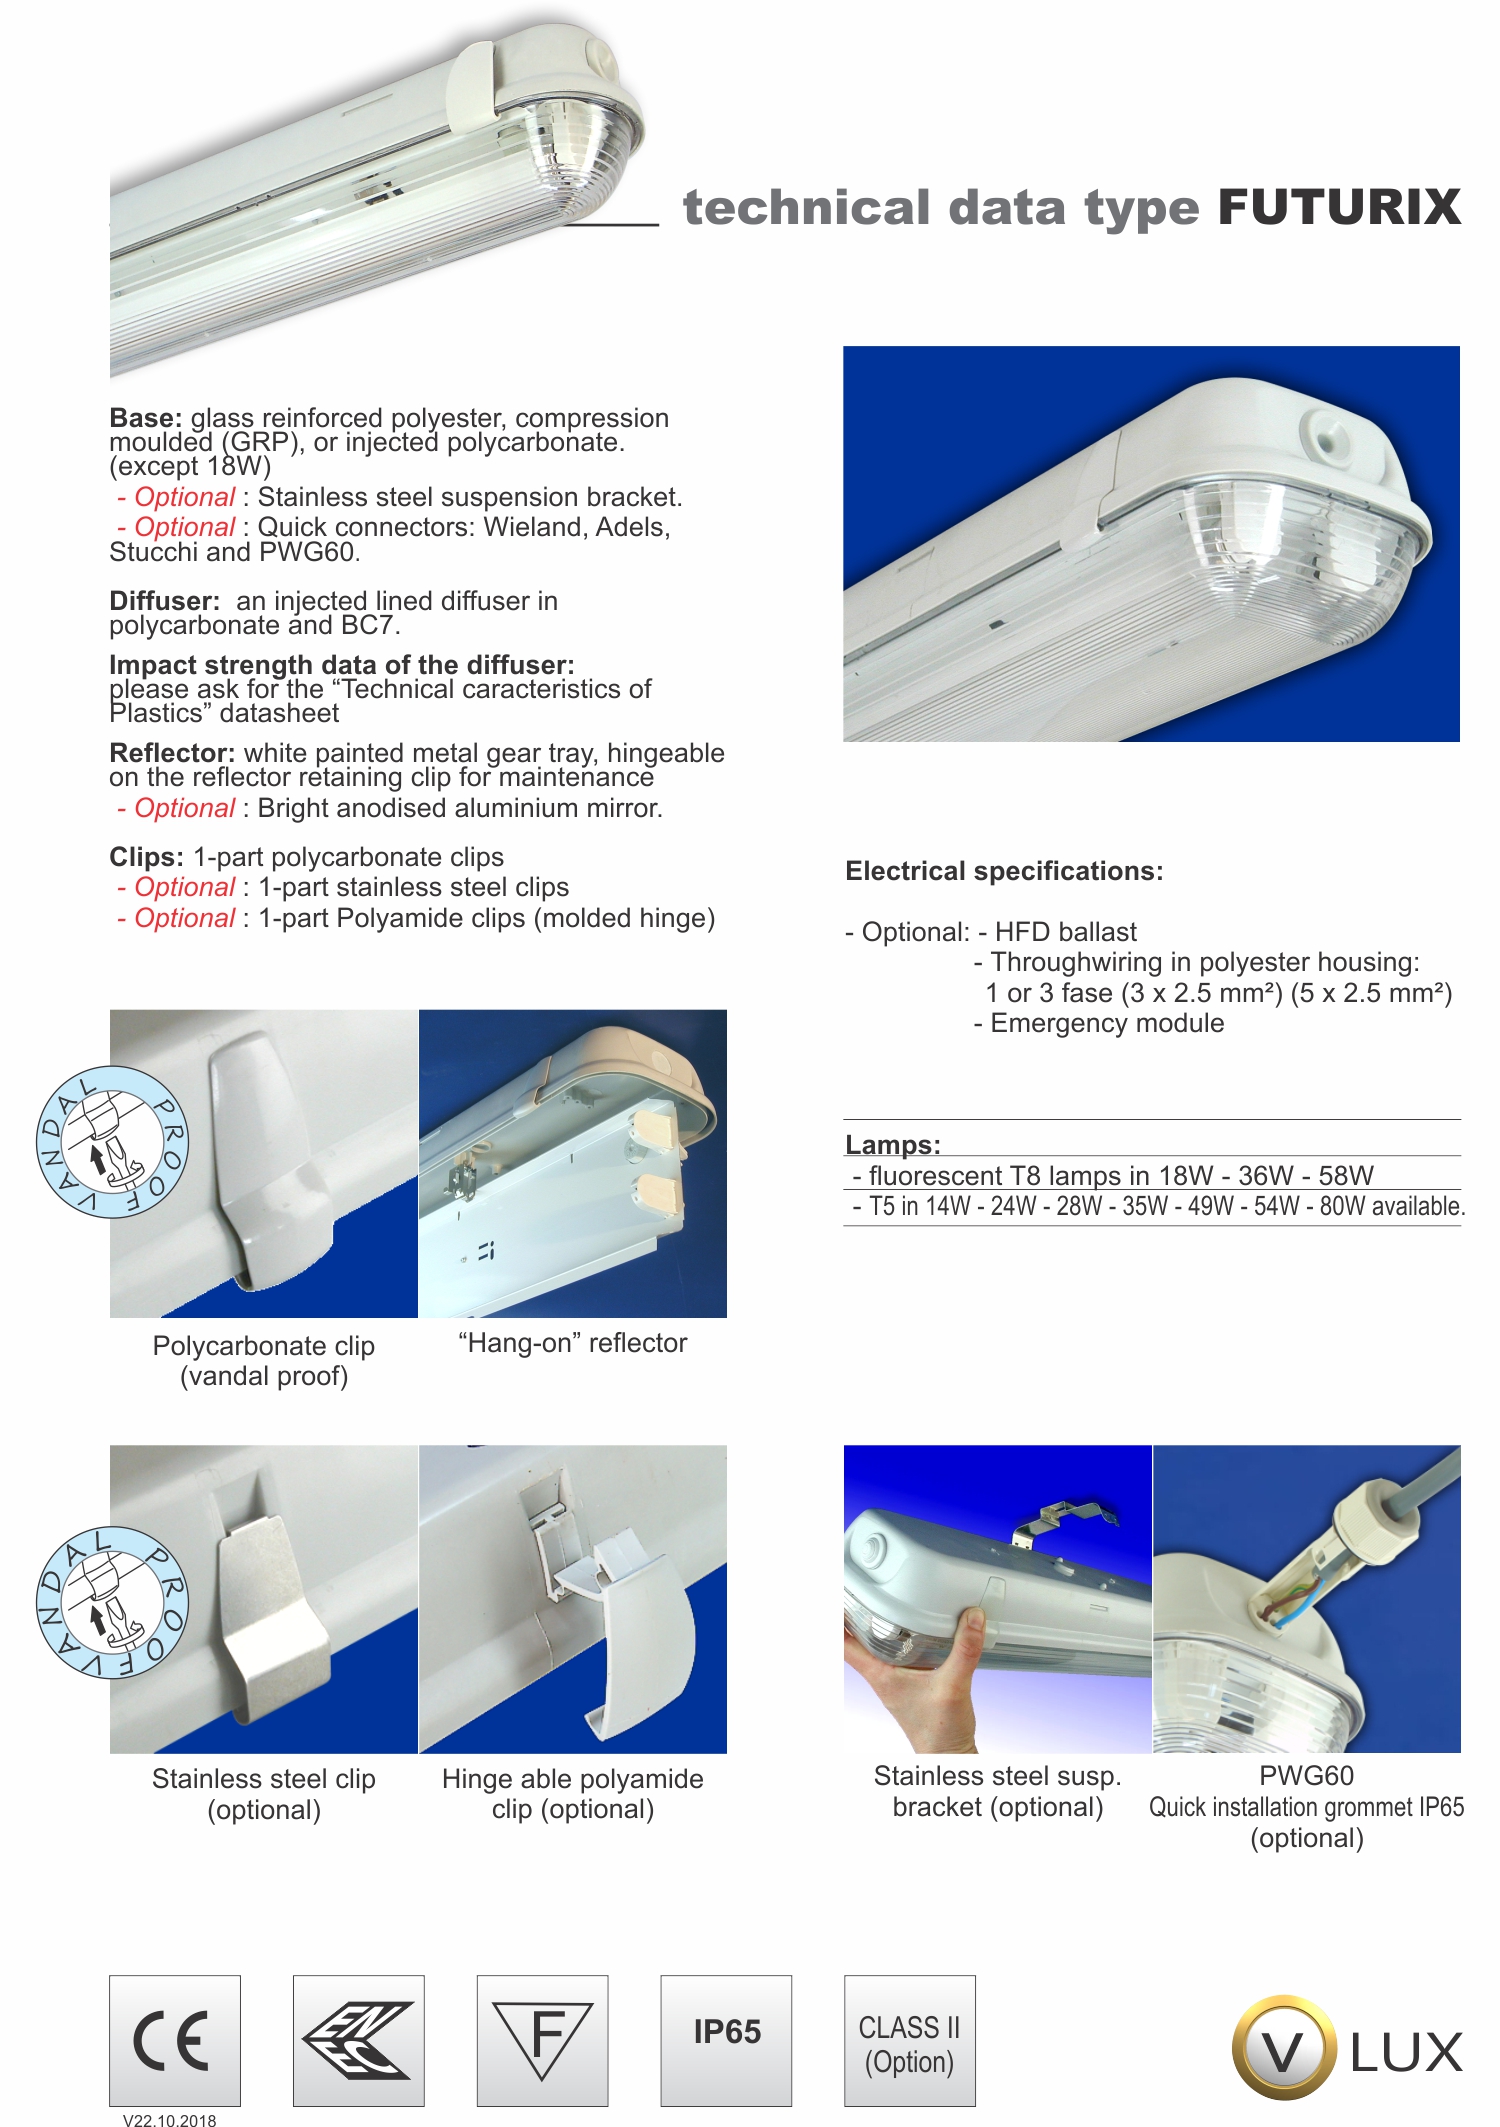 technical data type FUTURIX
Base: glass reinforced polyester, compression
moulded (GRP), or injected polycarbonate.
(except 18W)
- Optional : Stainless steel suspension bracket.
- Optional : Quick connectors: Wieland, Adels,
Stucchi and PWG60.
Diffuser: an injected lined diffuser in
polycarbonate and BC7.
Impact strength data of the diffuser:
please ask for the “Technical caracteristics of
Plastics” datasheet
Reflector: white painted metal gear tray, hingeable
on the reflector retaining clip for maintenance
- Optional : Bright anodised aluminium mirror.
Clips: 1-part polycarbonate clips
- Optional : 1-part stainless steel clips
- Optional : 1-part Polyamide clips (molded hinge)
Electrical specifications:
- Optional: - HFD ballast
- Throughwiring in polyester housing:
1 or 3 fase (3 x 2.5 mm²) (5 x 2.5 mm²)
- Emergency module
Lamps:
- fluorescent T8 lamps in 18W - 36W - 58W
- T5 in 14W - 24W - 28W - 35W - 49W - 54W - 80W available.
VANDAL PROOF
Polycarbonate clip
(vandal proof)
“Hang-on” reflector
VANDAL PROOF
Stainless steel clip
(optional)
Hinge able polyamide
clip (optional)
Stainless steel susp.
bracket (optional)
PWG60
Quick installation grommet IP65
(optional)
CE
EN
EC
F
IP65
CLASS II
(Option)
V LUX
V22.10.2018